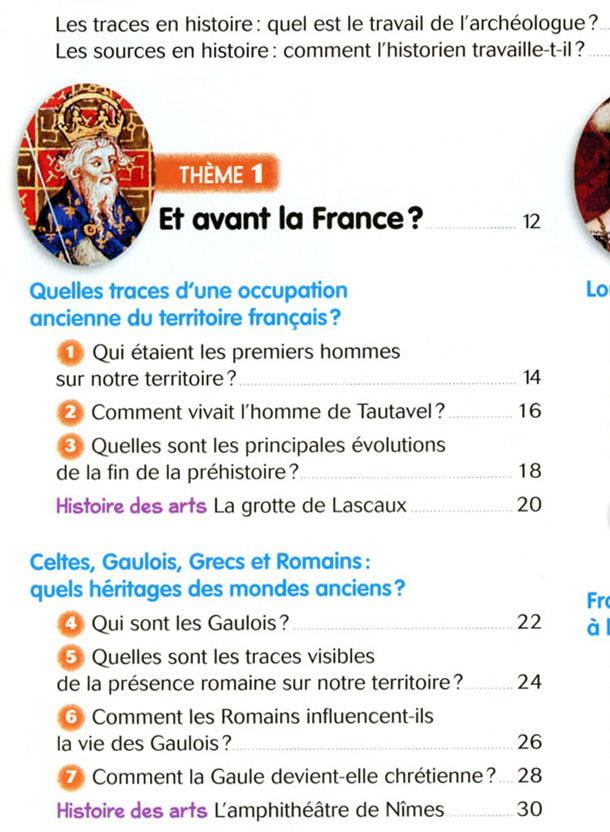 Les traces en histoire : quel est le travail de l'archéologue ?
Les sources en histoire : comment l'historien travaille-t-il ?
THÈME 1
Et avant la France ? 12
Quelles traces d'une occupation
ancienne du territoire français ?
1 Qui étaient les premiers hommes
sur notre territoire ? 14
2 Comment vivait l'homme de Tautavel ? 16
3 Quelles sont les principales évolutions
de la fin de la préhistoire ? 18
Histoire des arts La grotte de Lascaux 20
Celtes, Gaulois, Grecs et Romains :
quels héritages des mondes anciens ?
4 Qui sont les Gaulois ? 22
5 Quelles sont les traces visibles
de la présence romaine sur notre territoire ? 24
6 Comment les Romains influencent-ils
la vie des Gaulois ? 26
7 Comment la Gaule devient-elle chrétienne ? 28
Histoire des arts L'amphithéâtre de Nîmes 30
à